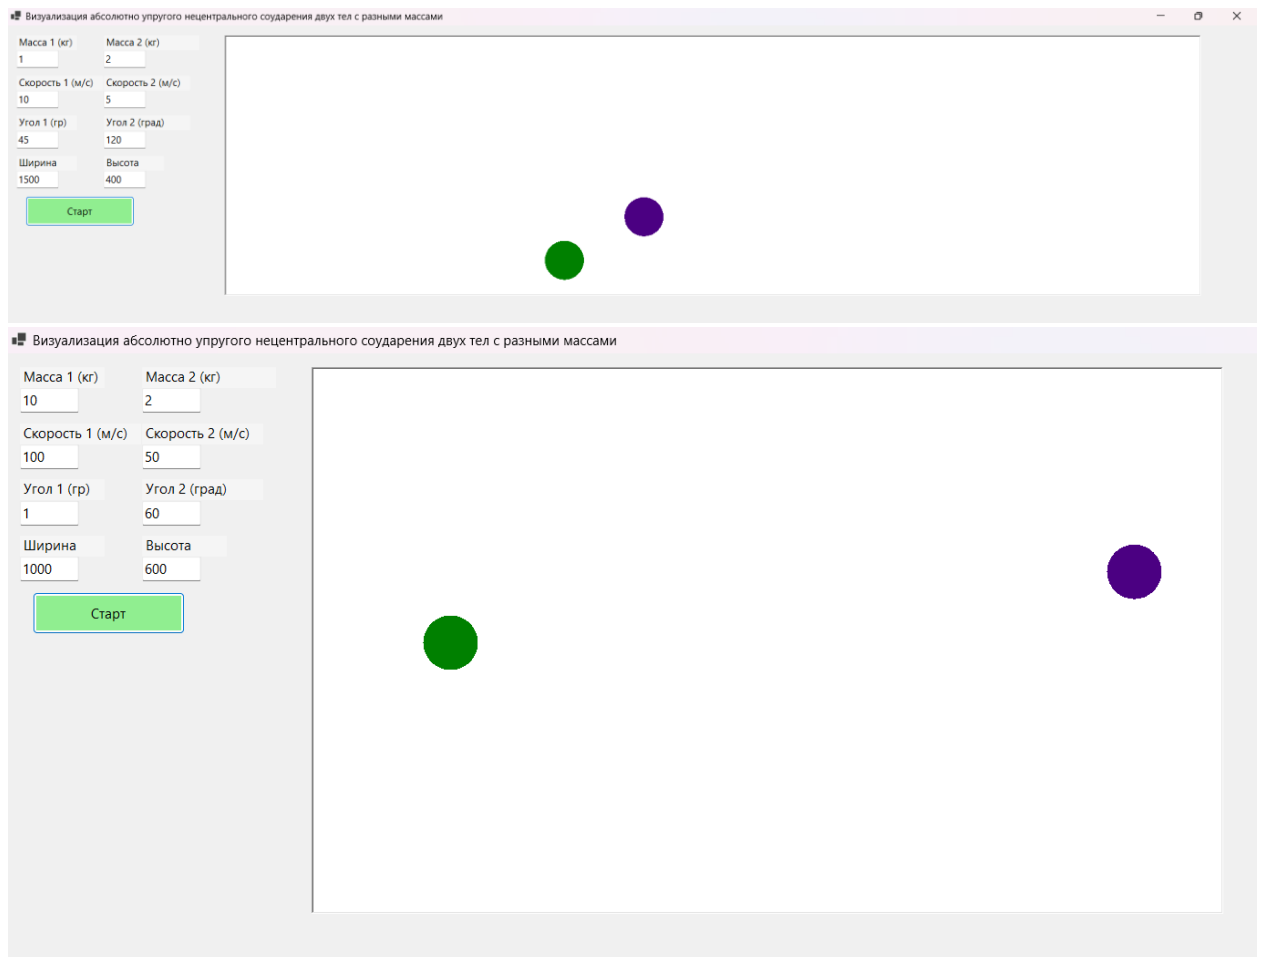 Визуализация абсолютно упругого нецентрального соударения двух тел с разными массами
Масса 1 (кг) Масса 2 (кг)
1 2
Скорость 1 (м/с) Скорость 2 (м/с)
10 5
Угол 1 (гр) Угол 2 (град)
45 120
Ширина Высота
1500 400
Старт
Визуализация абсолютно упругого нецентрального соударения двух тел с разными массами
Масса 1 (кг) Масса 2 (кг)
10 2
Скорость 1 (м/с) Скорость 2 (м/с)
100 50
Угол 1 (гр) Угол 2 (град)
1 60
Ширина Высота
1000 600
Старт